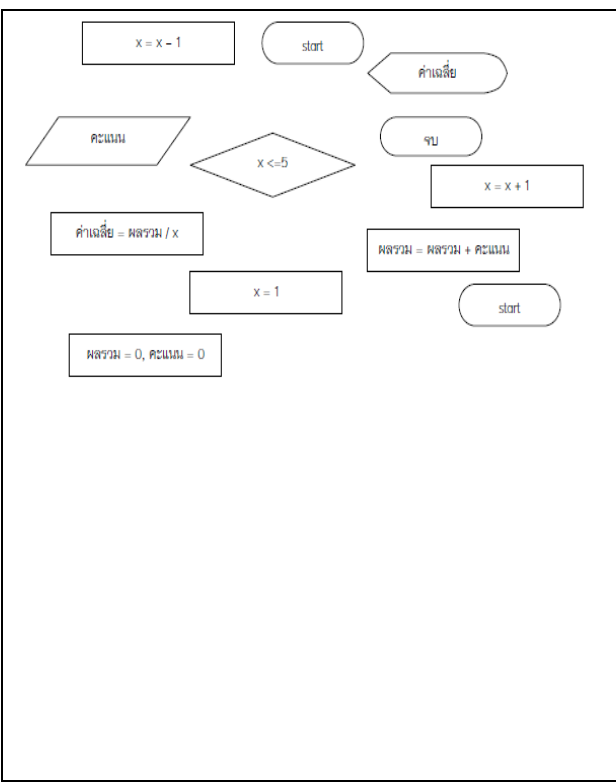 x = x – 1
start
ค่าเฉลี่ย
คะแนน
x <=5
จบ
x = x + 1
ค่าเฉลี่ย = ผลรวม / x
ผลรวม = ผลรวม + คะแนน
x = 1
start
ผลรวม = 0, คะแนน = 0